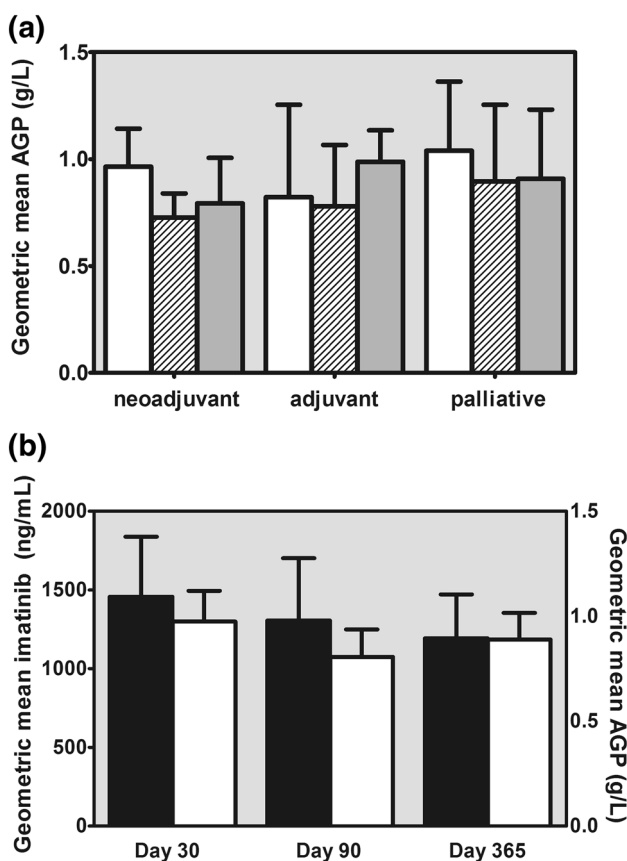 (a)
Geometric mean AGP (g/L)
1.5
1.0
0.5
0.0
neoadjuvant adjuvant palliative
(b)
Geometric mean imatinib (ng/mL)
2000
1500
1000
500
0
1.5
1.0
0.5
0.0
Geometric mean AGP (g/L)
Day 30 Day 90 Day 365